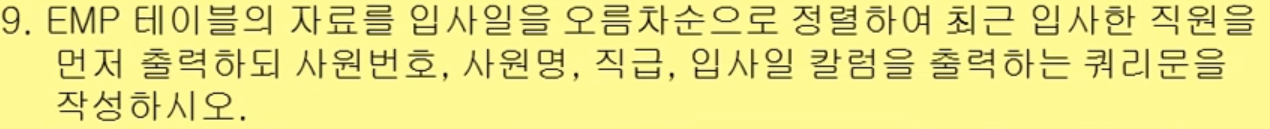 9. EMP 테이블의 자료를 입사일을 오름차순으로 정렬하여 최근 입사한 직원을
먼저 출력하되 사원번호, 사원명, 직급, 입사일 칼럼을 출력하는 쿼리문을
작성하시오.